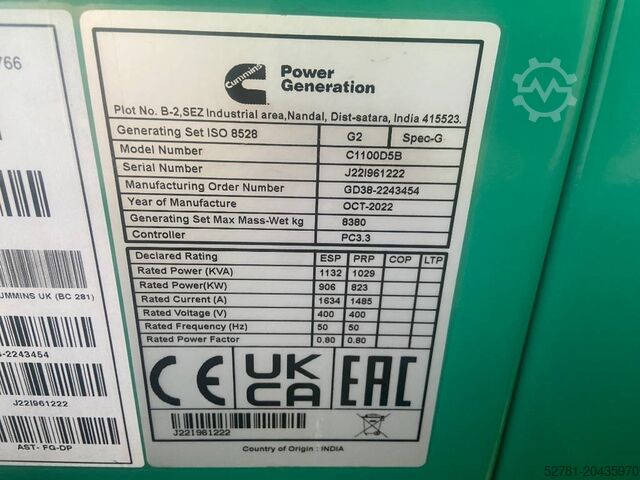 766
UMMINS UK (BC 281)
-2243454
J22I961222
AST- FG-DP
Cummins
Power
Generation
Plot No. B-2,SEZ Industrial area,Nandal, Dist-satara, India 415523.
Generating Set ISO 8528 G2 Spec-G
Model Number C1100D5B
Serial Number J22I961222
Manufacturing Order Number GD38-2243454
Year of Manufacture OCT-2022
Generating Set Max Mass-Wet kg 8380
Controller PC3.3
Declared Rating ESP PRP COP LTP
Rated Power (KVA) 1132 1029
Rated Power(KW) 906 823
Rated Current (A) 1634 1485
Rated Voltage (V) 400 400
Rated Frequency (Hz) 50 50
Rated Power Factor 0.80 0.80
CE UK CA EAC
J22I961222
Country of Origin : INDIA
52781-20435970